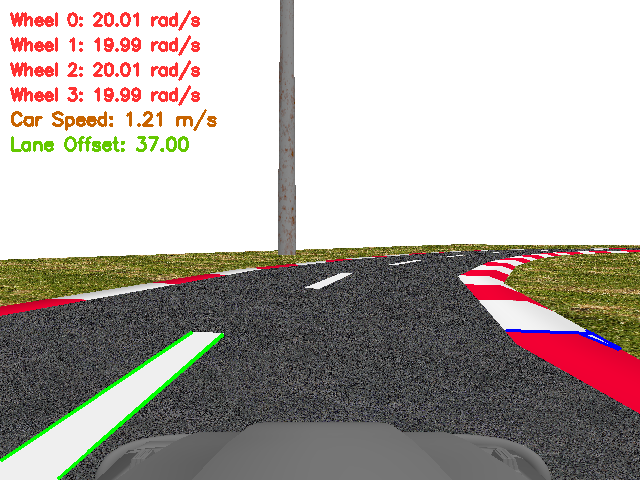 Wheel 0: 20.01 rad/s
Wheel 1: 19.99 rad/s
Wheel 2: 20.01 rad/s
Wheel 3: 19.99 rad/s
Car Speed: 1.21 m/s
Lane Offset: 37.00